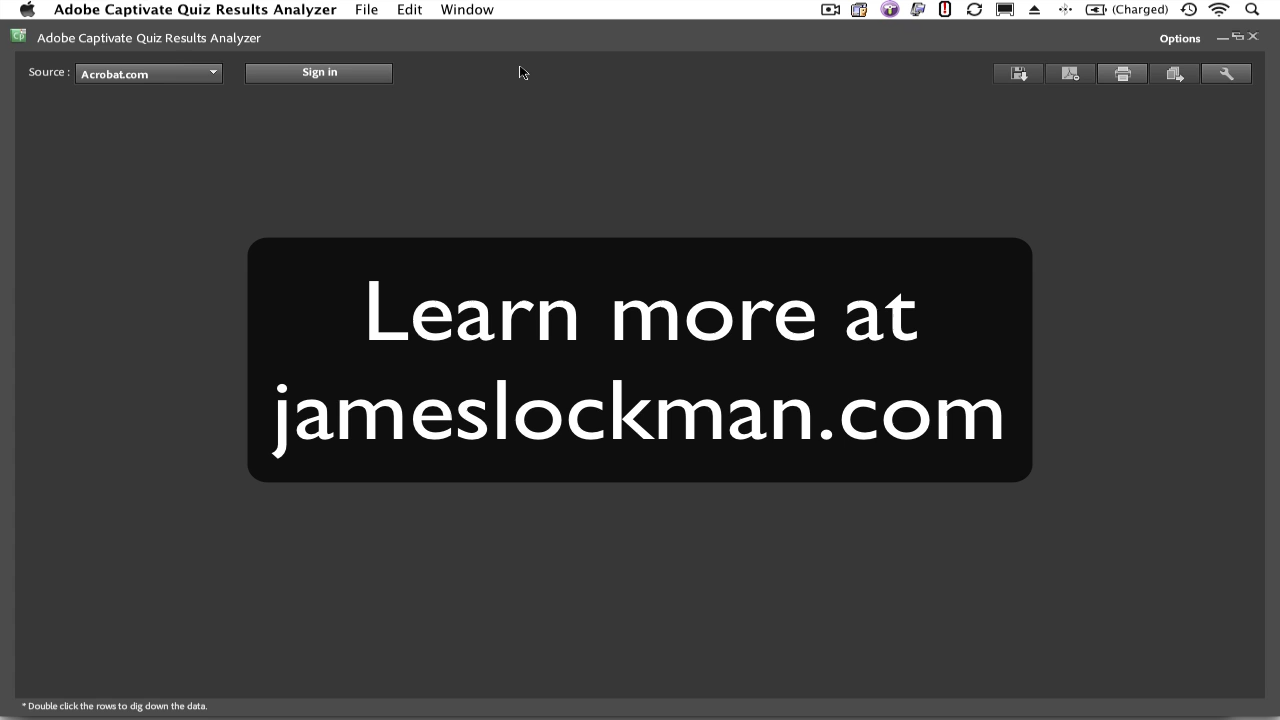 Adobe Captivate Quiz Results Analyzer File Edit Window (Charged)
Cp Adobe Captivate Quiz Results Analyzer Options
Source : Acrobat.com Sign in
Learn more at
jameslockman.com
* Double click the rows to dig down the data.